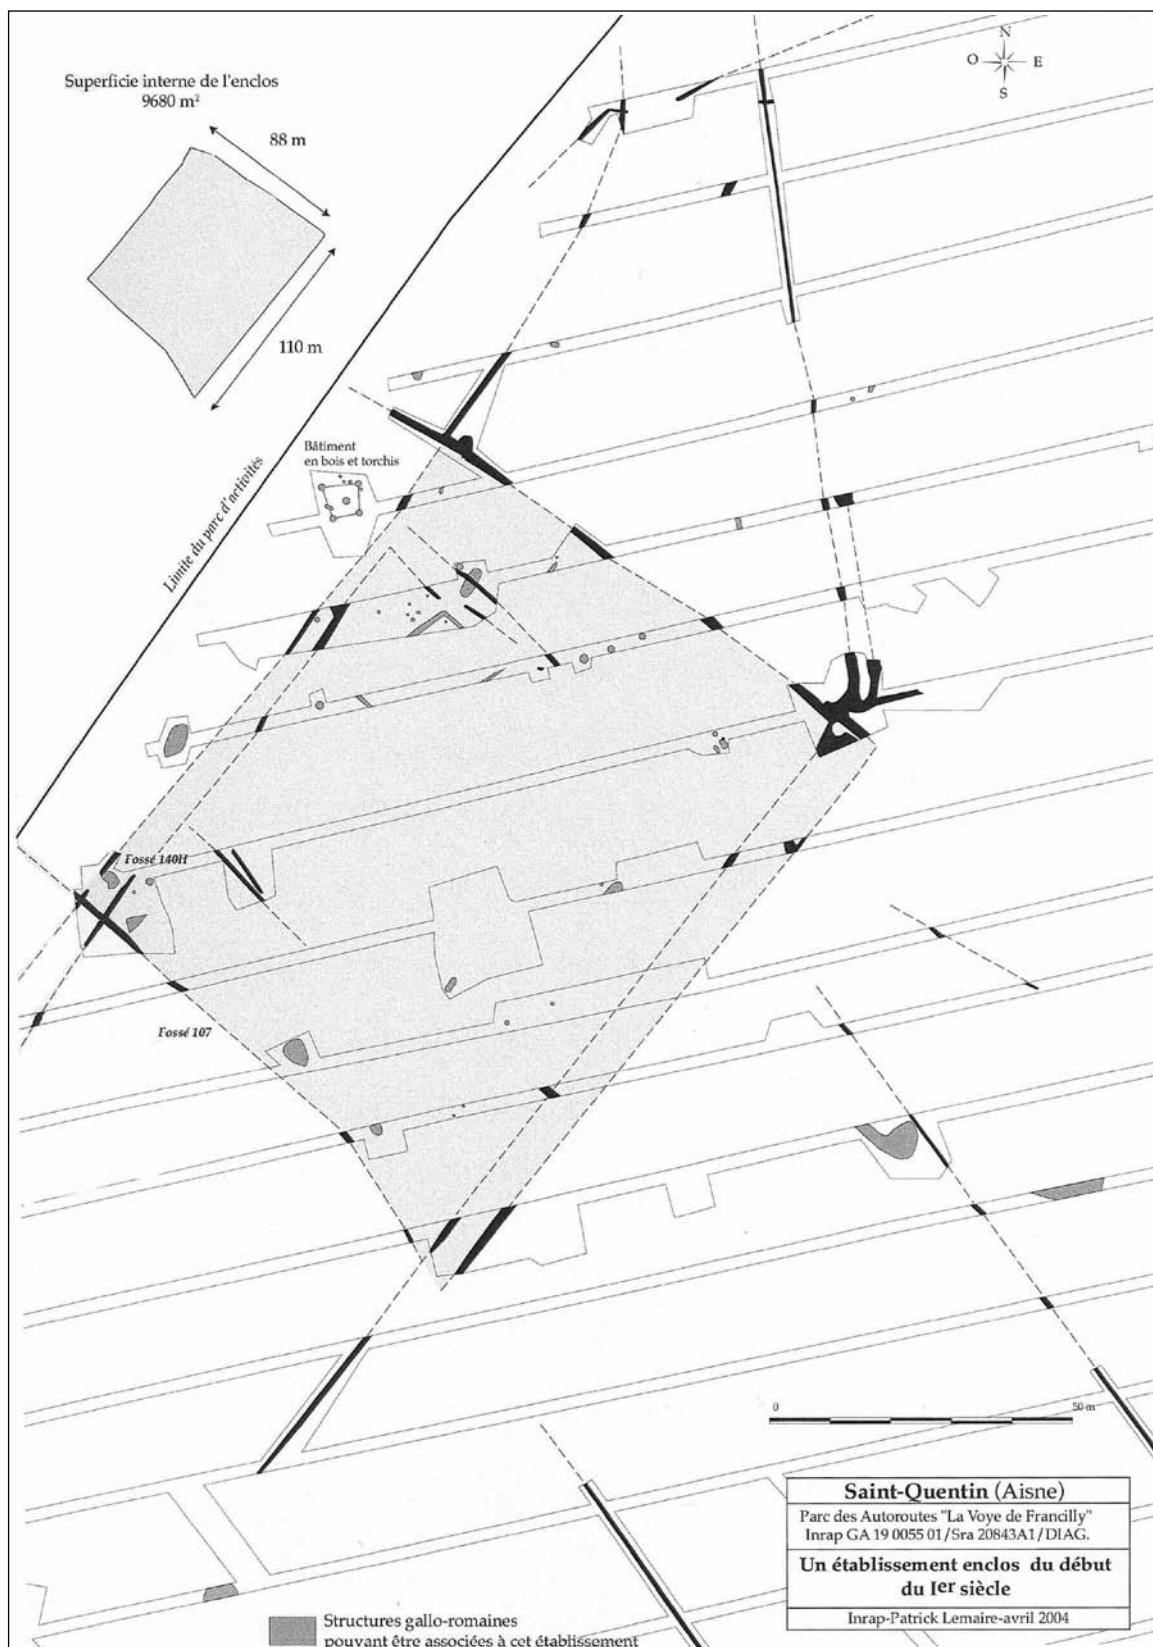 Superficie interne de l'enclos
9680 m²
88 m
110 m
N
O
E
S
Limite du parc d'activités
Bâtiment
en bois et torchis
Fossé 140H
Fossé 107
0
50 m
Saint-Quentin (Aisne)
Parc des Autoroutes "La Voye de Francilly"
Inrap GA 19 0055 01/Sra 20843A1/DIAG.
Un établissement enclos du début
du Ier siècle
Inrap-Patrick Lemaire-avril 2004
Structures gallo-romaines
pouvant être associées à cet établissement